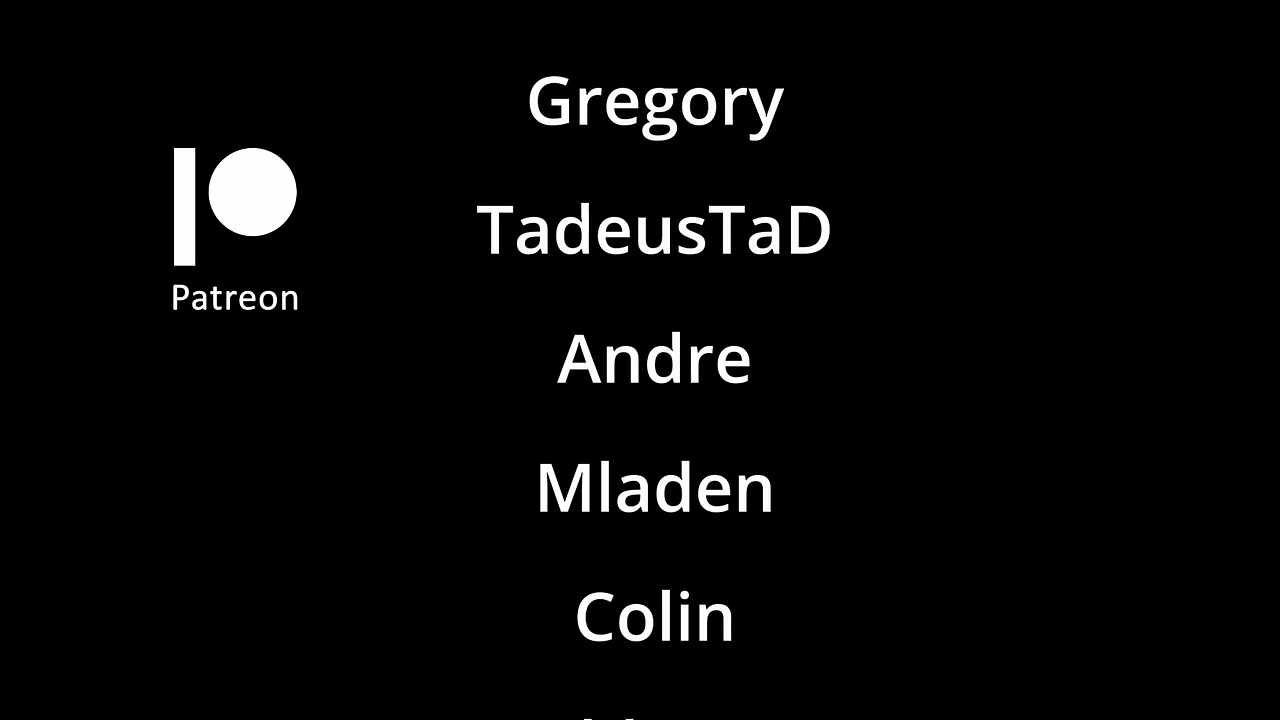 Gregory
TadeusTaD
Patreon
Andre
Mladen
Colin